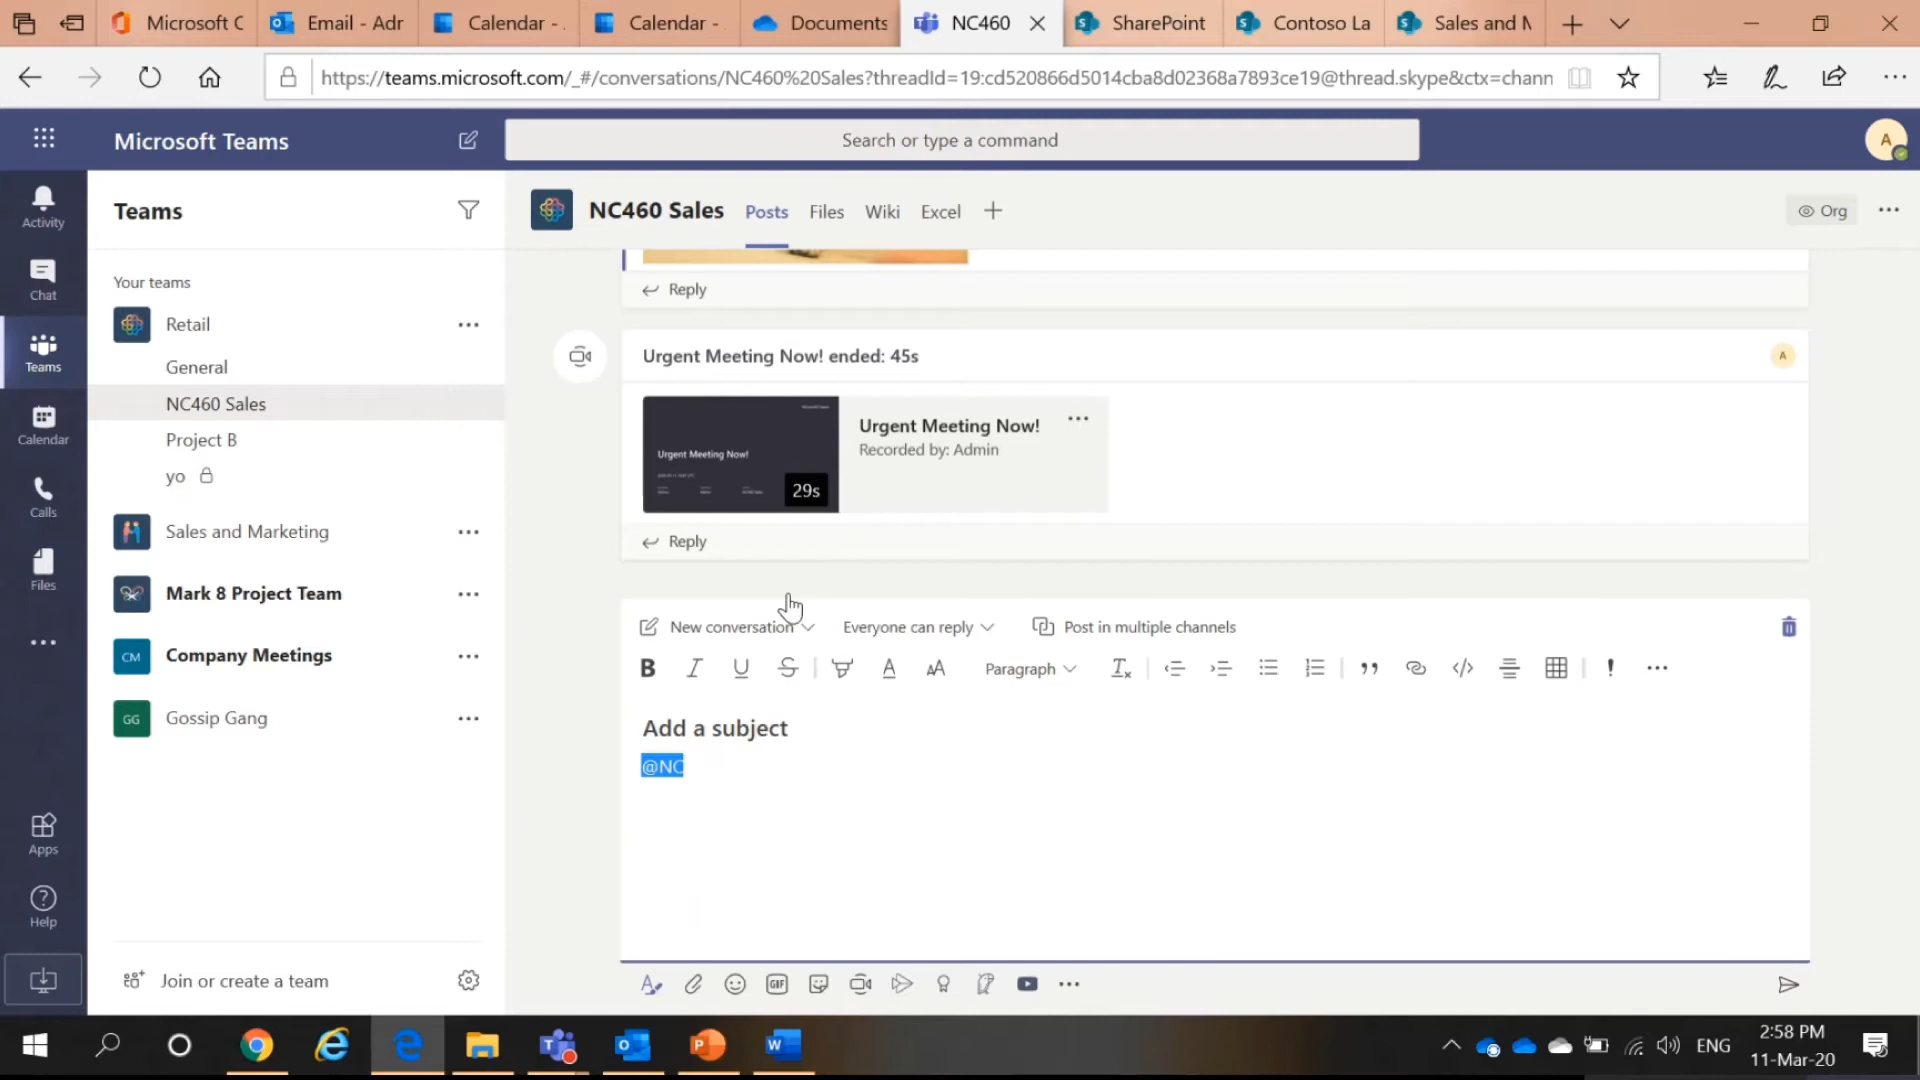 Microsoft C
Email - Adr
Calendar - .
Calendar -
Documents
NC460
SharePoint
Contoso La
Sales and M
https://teams.microsoft.com/_#/conversations/NC460%20Sales?threadId=19:cd520866d5014cba8d02368a7893ce19@thread.skype&ctx=chann
Microsoft Teams
Search or type a command
A
Activity
Chat
Teams
Calendar
Calls
Files
Apps
Help
Teams
Your teams
Retail
General
NC460 Sales
Project B
yo
Sales and Marketing
Mark 8 Project Team
CM Company Meetings
GG Gossip Gang
Join or create a team
NC460 Sales
Posts
Files
Wiki
Excel
Org
Reply
Urgent Meeting Now! ended: 45s
A
Urgent Meeting Now!
29s
Urgent Meeting Now!
Recorded by: Admin
Reply
New conversation
Everyone can reply
Post in multiple channels
B I U S A AA Paragraph
Add a subject
@NC
GIF
ENG
2:58 PM
11-Mar-20